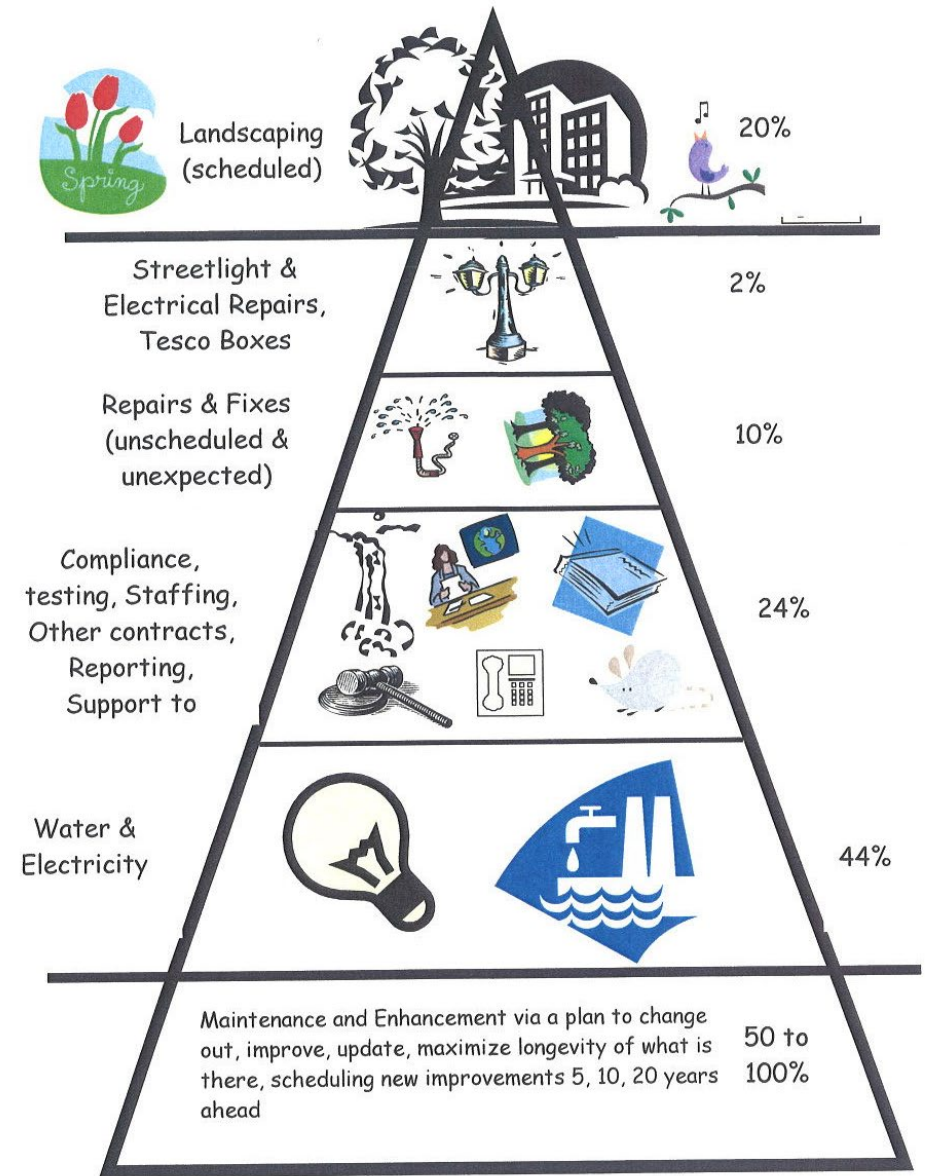 Spring
Landscaping
(scheduled)
20%
Streetlight &
Electrical Repairs,
Tesco Boxes
2%
Repairs & Fixes
(unscheduled &
unexpected)
10%
Compliance,
testing, Staffing,
Other contracts,
Reporting,
Support to
24%
Water &
Electricity
44%
Maintenance and Enhancement via a plan to change
out, improve, update, maximize longevity of what is
there, scheduling new improvements 5, 10, 20 years
ahead
50 to
100%